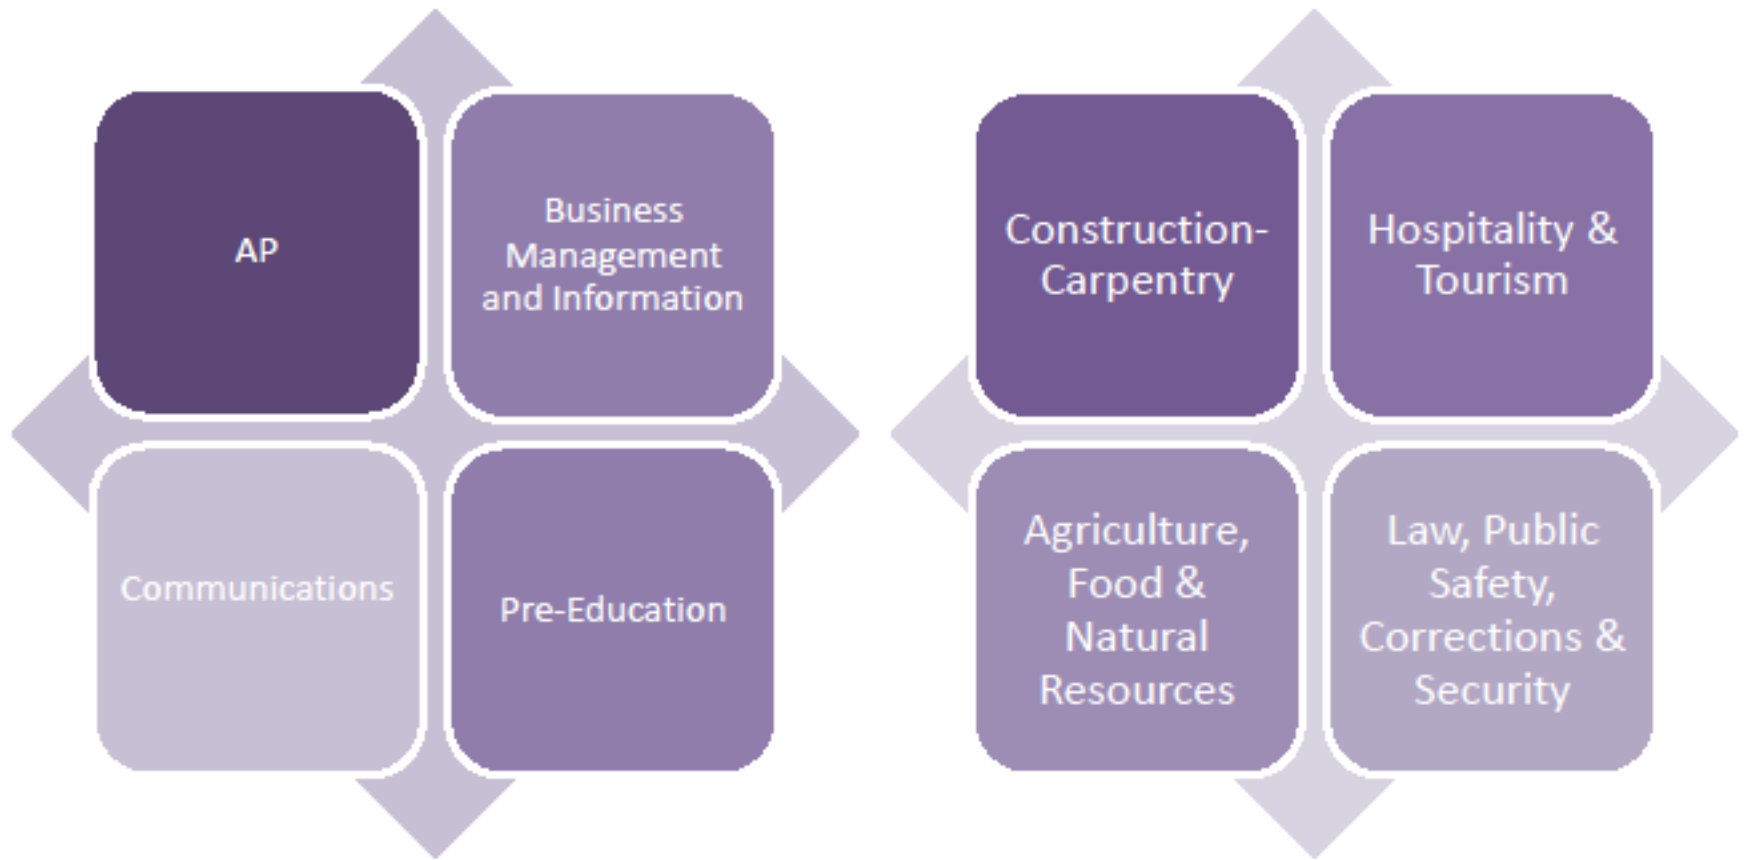 AP
Business
Management
and Information
Communications
Pre-Education
Construction-
Carpentry
Hospitality &
Tourism
Agriculture,
Food &
Natural
Resources
Law, Public
Safety,
Corrections &
Security